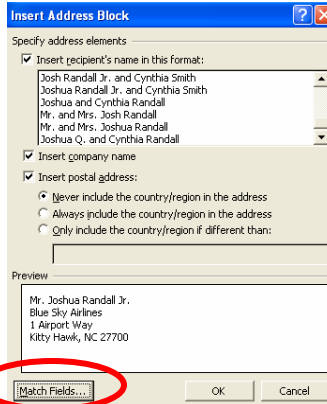 Insert Address Block
Specify address elements
Insert recipient's name in this format:
Josh Randall Jr. and Cynthia Smith
Joshua Randall Jr. and Cynthia Smith
Joshua and Cynthia Randall
Mr. and Mrs. Josh Randall
Mr. and Mrs. Joshua Randall
Joshua Q. and Cynthia Randall
Insert company name
Insert postal address:
Never include the country/region in the address
Always include the country/region in the address
Only include the country/region if different than:
Preview
Mr. Joshua Randall Jr.
Blue Sky Airlines
1 Airport Way
Kitty Hawk, NC 27700
Match Fields...
OK
Cancel